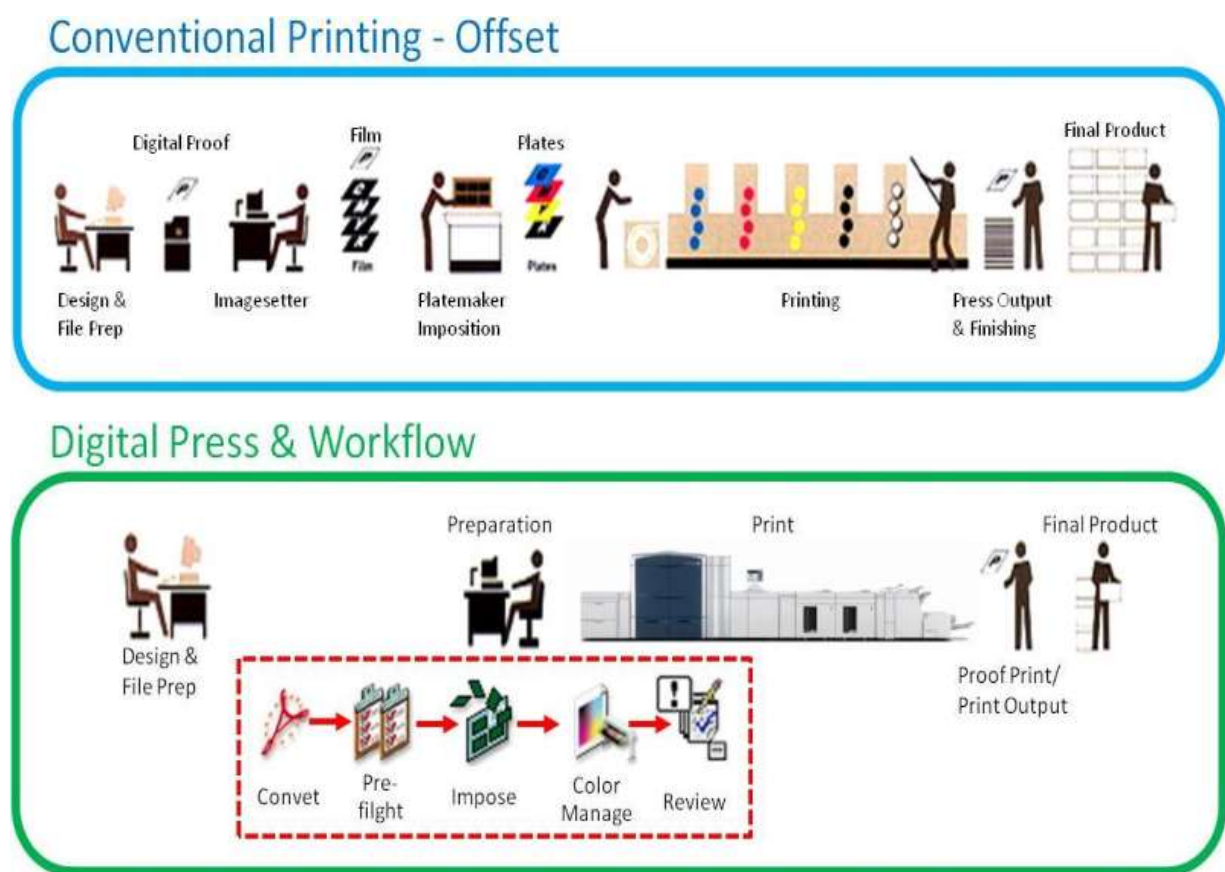 Conventional Printing - Offset
Digital Proof
Film
Plates
Final Product
Film
Plates
Design &
File Prep
Imagesetter
Platemaker
Imposition
Printing
Press Output
& Finishing
Digital Press & Workflow
Preparation
Print
Final Product
Design &
File Prep
Proof Print/
Print Output
Convet
Pre-
filght
Impose
Color
Manage
Review